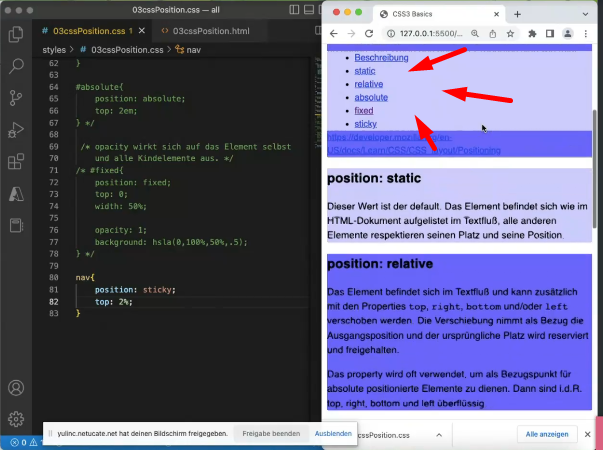 03cssPosition.css — all
# 03cssPosition.css 1
03cssPosition.html
styles > # 03cssPosition.css > nav
62 }
63
64 #absolute{
65 position: absolute;
66 top: 2em;
67 } */
68
69 /* opacity wirkt sich auf das Element selbst
70 und alle Kindelemente aus. */
71 /* #fixed{
72 position: fixed;
73 top: 0;
74 width: 50%;
75
76 opacity: 1;
77 background: hsla(0,100%,50%,.5);
78 } */
79
80 nav{
81 position: sticky;
82 top: 2%;
83 }
yulinc.netucate.net hat deinen Bildschirm freigegeben.
Freigabe beenden
Ausblenden
0 1
CSS3 Basics
127.0.0.1:5500/...
Beschreibung
static
relative
absolute
fixed
sticky
US/docs/Learn/CSS/CSS_layout/Positioning
position: static
Dieser Wert ist der default. Das Element befindet sich wie im
HTML-Dokument aufgelistet im Textfluß, alle anderen
Elemente respektieren seinen Platz und seine Position.
position: relative
Das Element befindet sich im Textfluß und kann zusätzlich
mit den Properties top, right, bottom und/oder left
verschoben werden. Die Verschiebung nimmt als Bezug die
Ausgangsposition und der ursprüngliche Platz wird reserviert
und freigehalten.
Das property wird oft verwendet, um als Bezugspunkt für
absolute positionierte Elemente zu dienen. Dann sind i.d.R.
top, right, bottom und left überflüssig.
cssPosition.css
Alle anzeigen